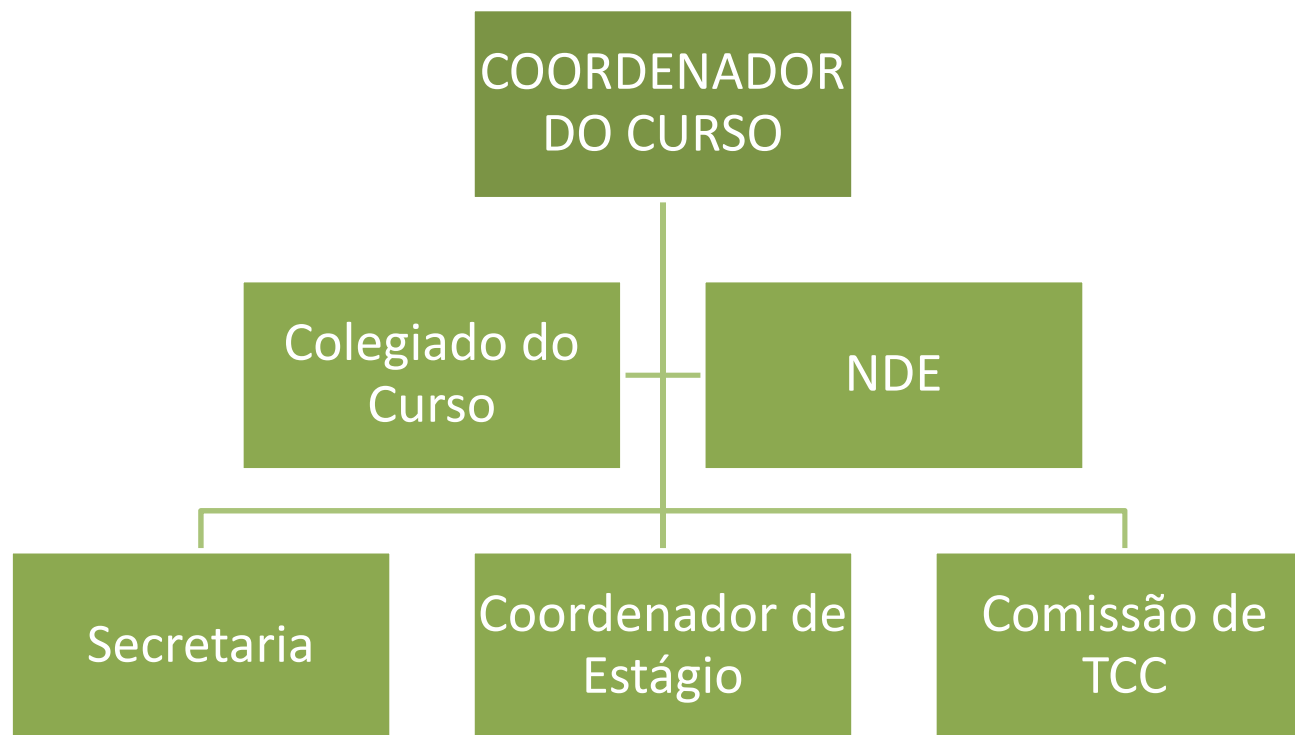 COORDENADOR
DO CURSO
Colegiado do
Curso
NDE
Secretaria
Coordenador de
Estágio
Comissão de
TCC